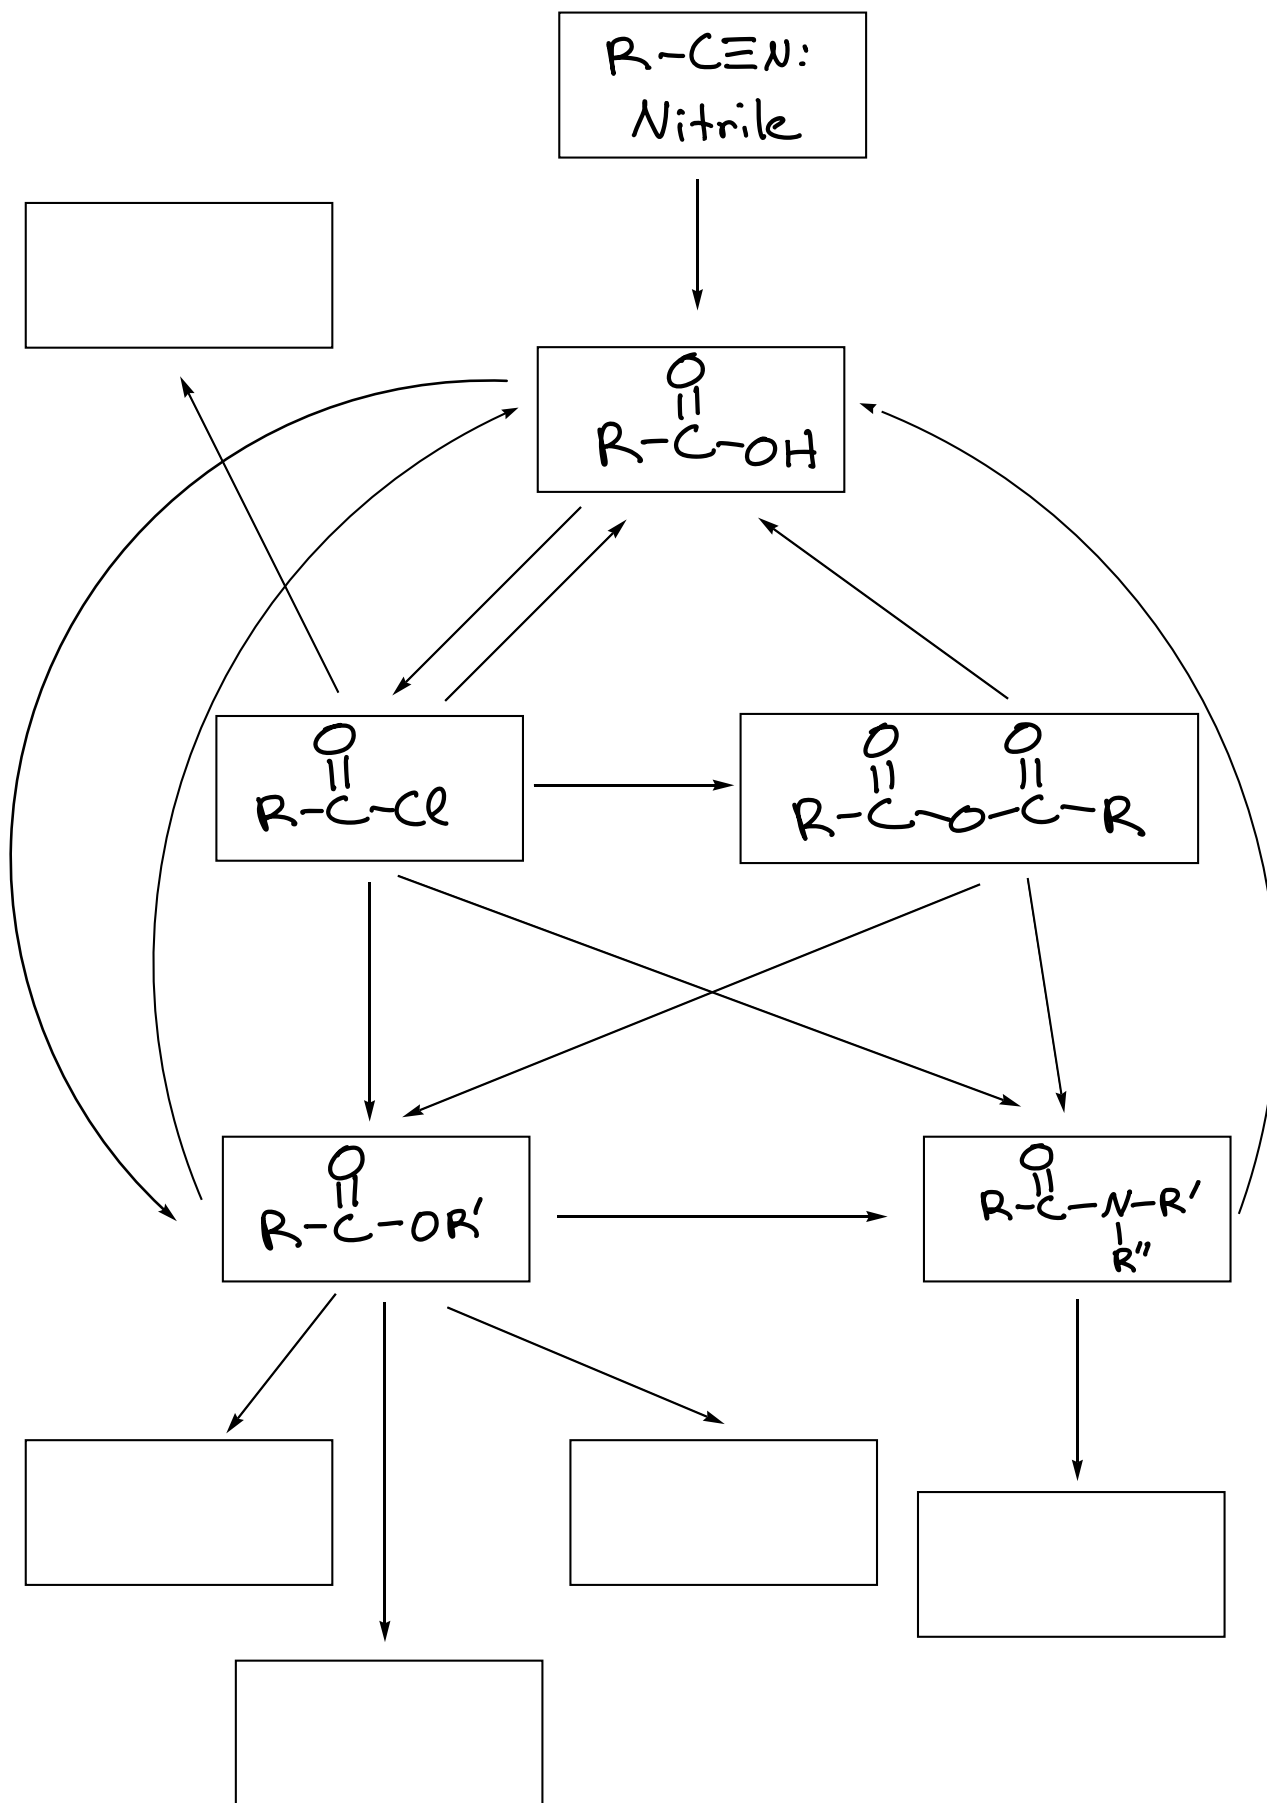 R-C≡N:
Nitrile
O
||
R-C-OH
O
||
R-C-Cl
O O
|| ||
R-C-O-C-R
O
||
R-C-OR'
O
||
R-C-N-R'
|
R''